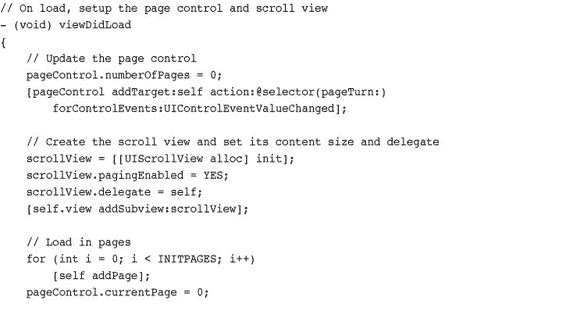 // On load, setup the page control and scroll view
- (void) viewDidLoad
{
    // Update the page control
    pageControl.numberOfPages = 0;
    [pageControl addTarget:self action:@selector(pageTurn:)
        forControlEvents:UIControlEventValueChanged];

    // Create the scroll view and set its content size and delegate
    scrollView = [[UIScrollView alloc] init];
    scrollView.pagingEnabled = YES;
    scrollView.delegate = self;
    [self.view addSubview:scrollView];

    // Load in pages
    for (int i = 0; i < INITPAGES; i++)
        [self addPage];
    pageControl.currentPage = 0;